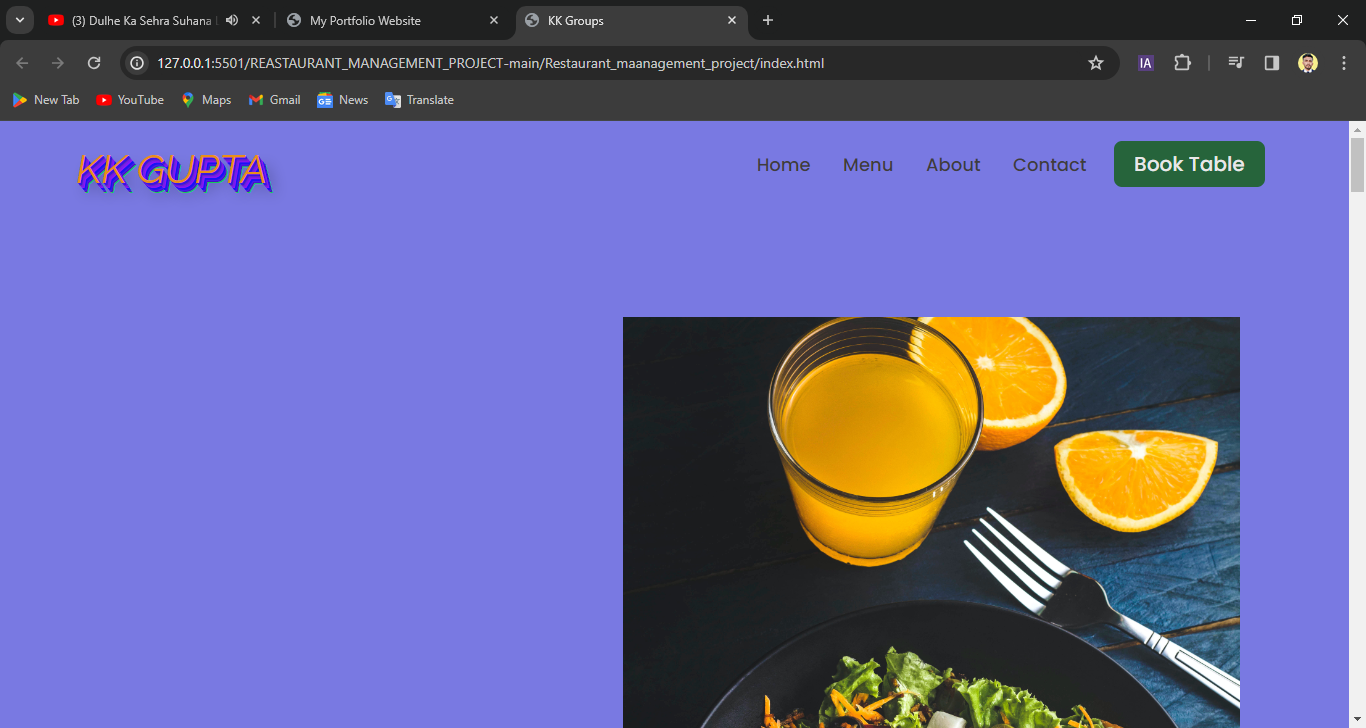 (3) Dulhe Ka Sehra Suhana
My Portfolio Website
KK Groups
127.0.0.1:5501/REASTAURANT_MANAGEMENT_PROJECT-main/Restaurant_maanagement_project/index.html
IA
New Tab
YouTube
Maps
Gmail
News
Translate
KK GUPTA
Home
Menu
About
Contact
Book Table